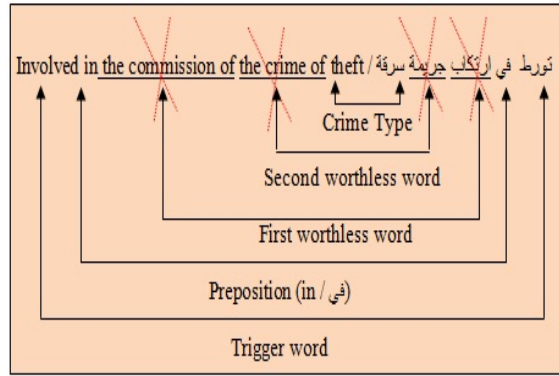 Involved in the commission of the crime of theft / تورط في ارتكاب جريمة سرقة
Crime Type
Second worthless word
First worthless word
Preposition (in / في)
Trigger word